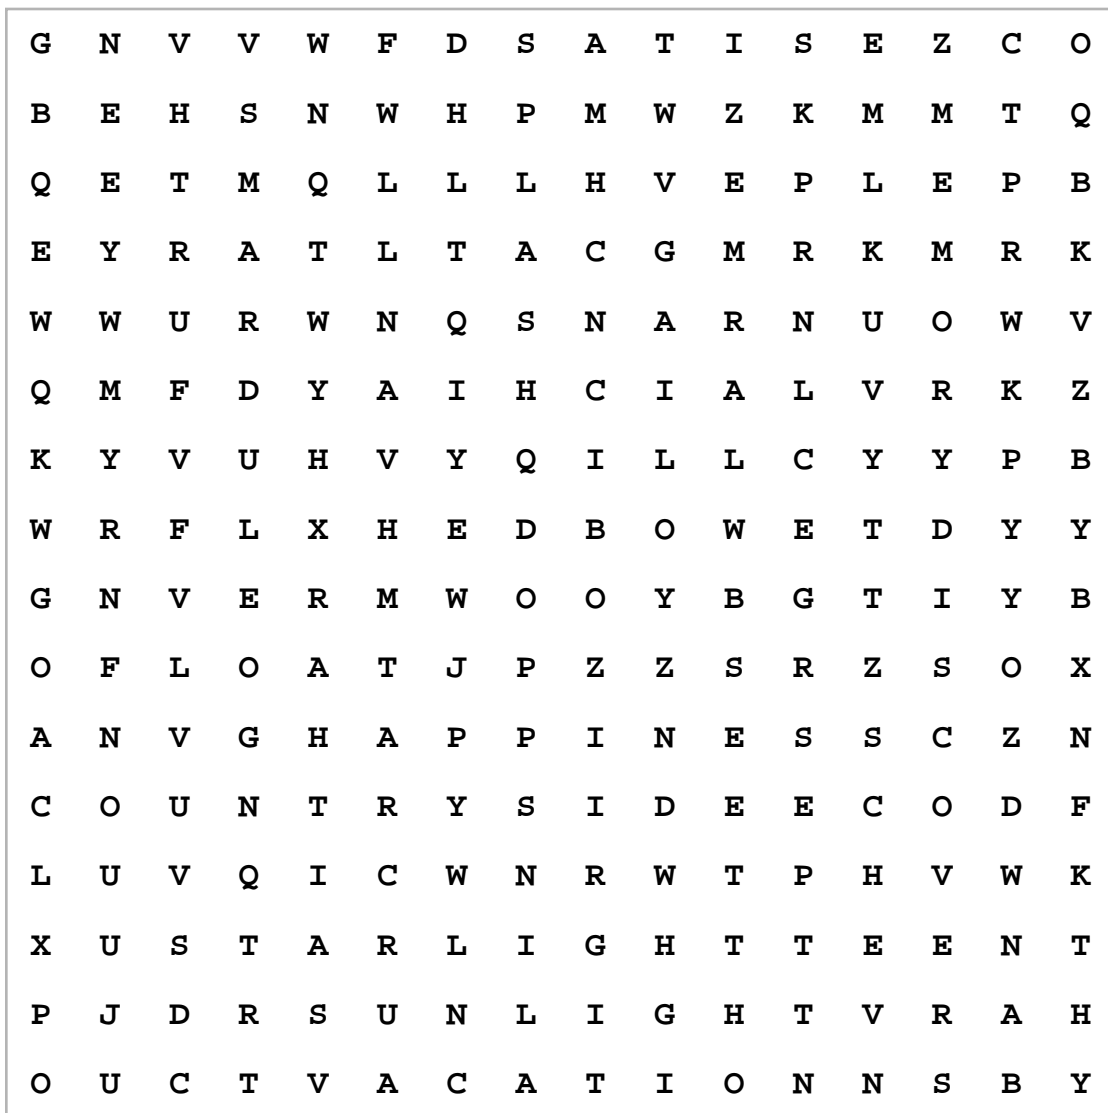 G N V V W F D S A T I S E Z C O
B E H S N W H P M W Z K M M T Q
Q E T M Q L L L H V E P L E P B
E Y R A T L T A C G M R K M R K
W W U R W N Q S N A R N U O W V
Q M F D Y A I H C I A L V R K Z
K Y V U H V Y Q I L L C Y Y P B
W R F L X H E D B O W E T D Y Y
G N V E R M W O O Y B G T I Y B
O F L O A T J P Z Z S R Z S O X
A N V G H A P P I N E S S C Z N
C O U N T R Y S I D E E C O D F
L U V Q I C W N R W T P H V W K
X U S T A R L I G H T T E E N T
P J D R S U N L I G H T V R A H
O U C T V A C A T I O N N S B Y